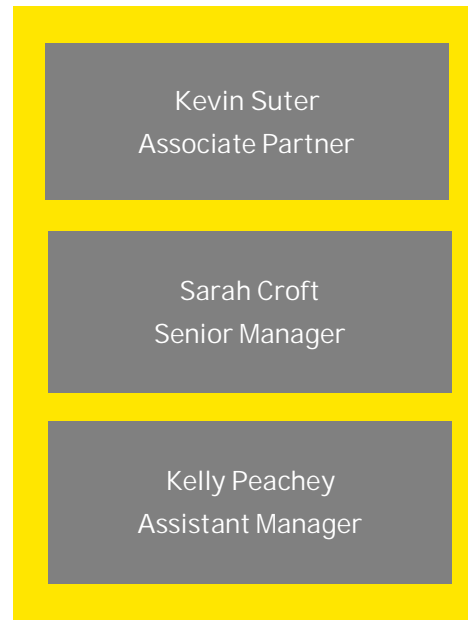 Kevin Suter
Associate Partner
Sarah Croft
Senior Manager
Kelly Peachey
Assistant Manager